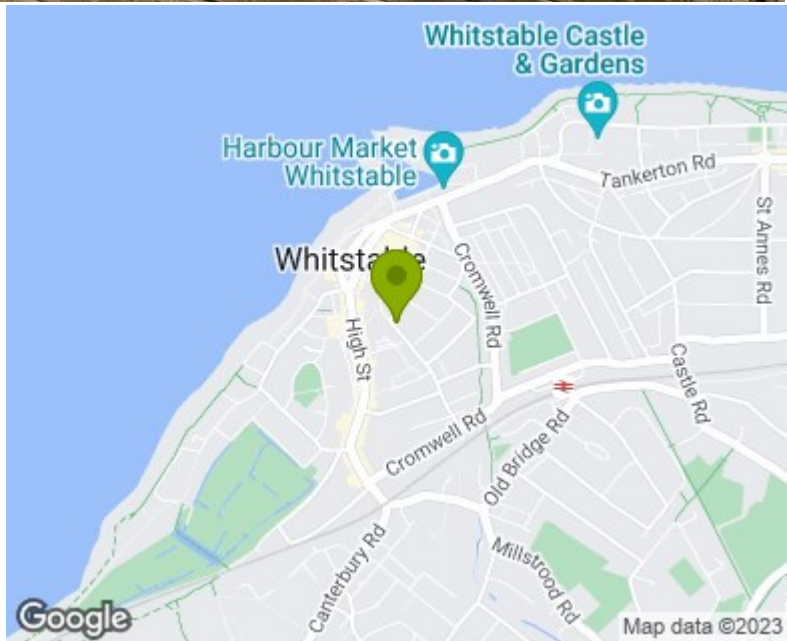 Whitstable Castle
& Gardens
Harbour Market
Whitstable
Tankerton Rd
St Annes Rd
Whitstable
Cromwell Rd
High St
Castle Rd
Cromwell Rd
Old Bridge Rd
Canterbury Rd
Millstrood Rd
Google
Map data ©2023